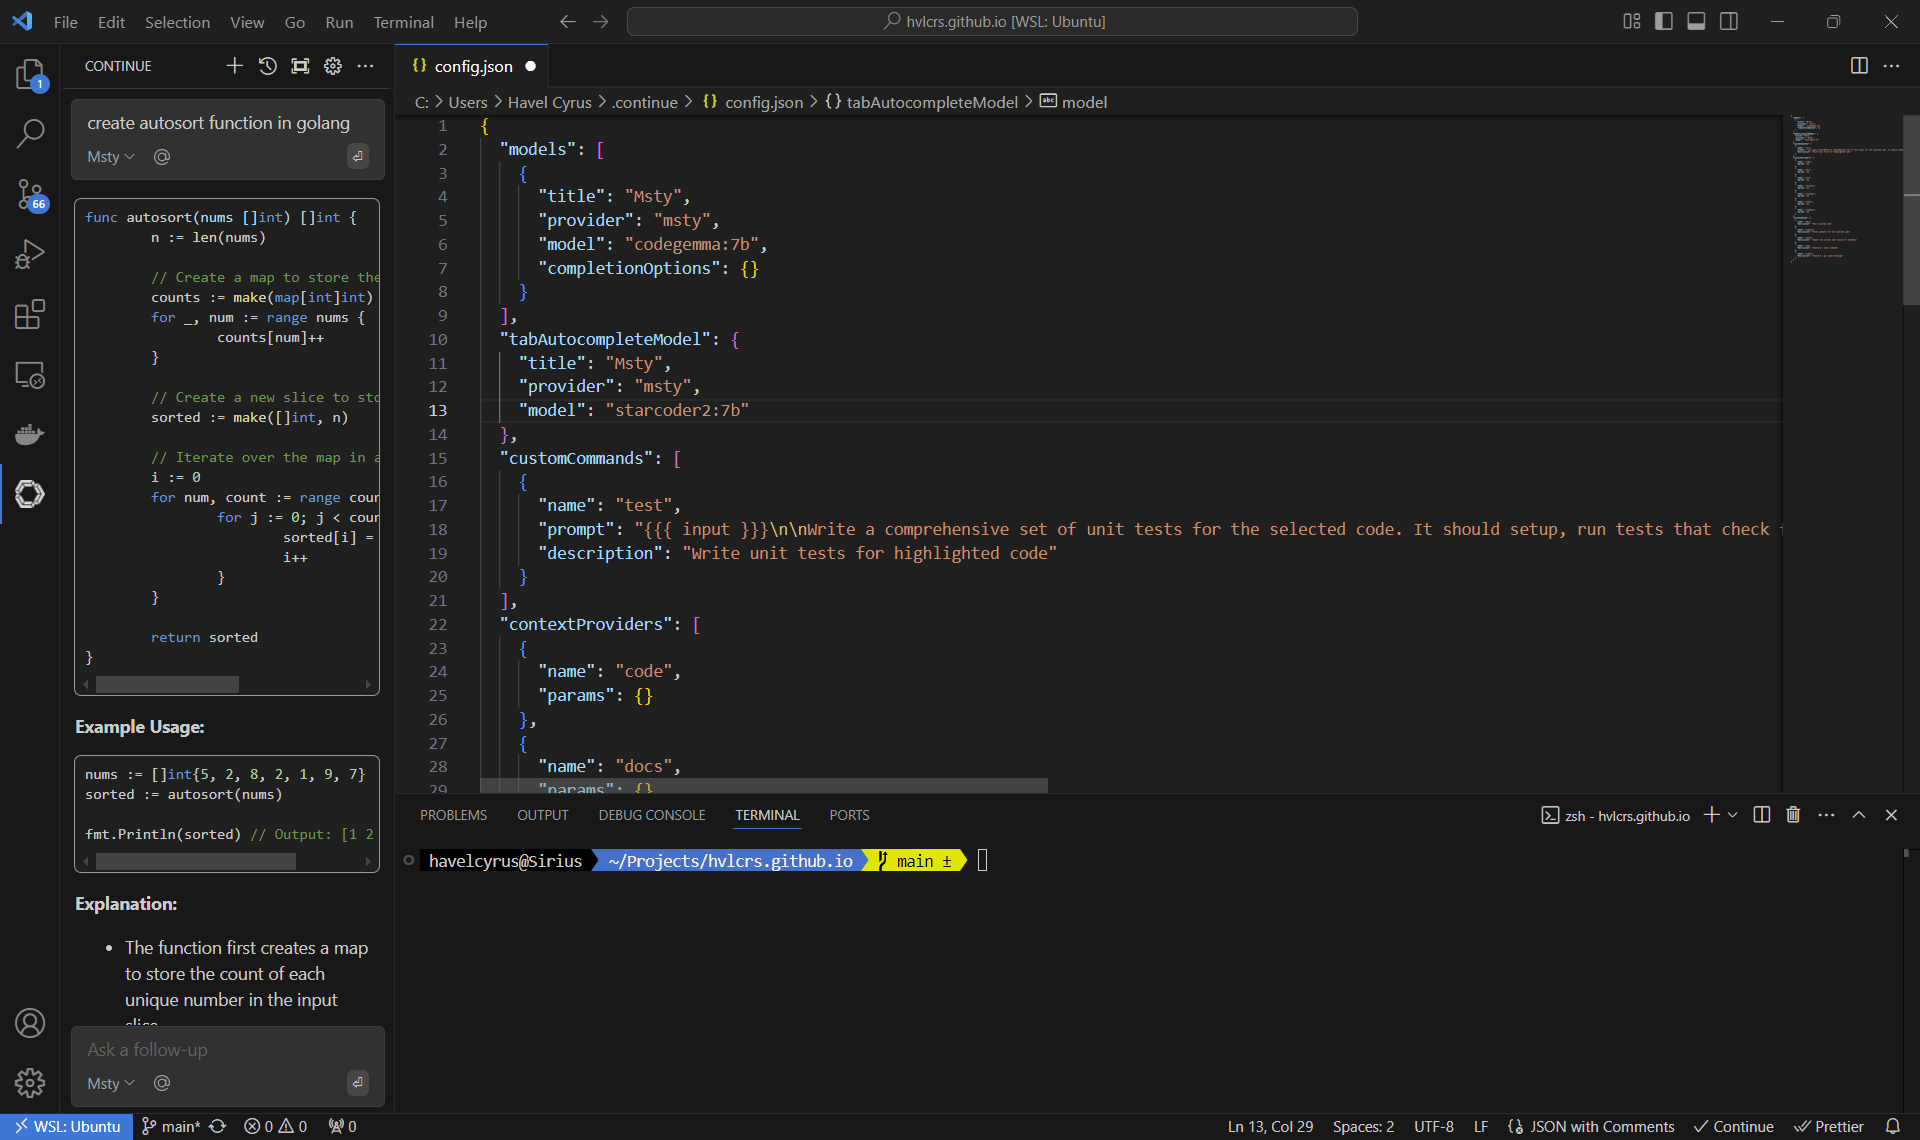 File Edit Selection View Go Run Terminal Help
hvlcrs.github.io [WSL: Ubuntu]
1
66
CONTINUE
create autosort function in golang
Msty @
func autosort(nums []int) []int {
n := len(nums)
// Create a map to store the
counts := make(map[int]int)
for _, num := range nums {
counts[num]++
}
// Create a new slice to sto
sorted := make([]int, n)
// Iterate over the map in a
i := 0
for num, count := range cour
for j := 0; j < cour
sorted[i] =
i++
}
}
return sorted
}
Example Usage:
nums := []int{5, 2, 8, 2, 1, 9, 7}
sorted := autosort(nums)
fmt.Println(sorted) // Output: [1 2
Explanation:
• The function first creates a map
to store the count of each
unique number in the input
slice
Ask a follow-up
Msty @
{} config.json
C: > Users > Havel Cyrus > .continue > {} config.json > {} tabAutocompleteModel > abc model
1 {
2 "models": [
3 {
4 "title": "Msty",
5 "provider": "msty",
6 "model": "codegemma:7b",
7 "completionOptions": {}
8 }
9 ],
10 "tabAutocompleteModel": {
11 "title": "Msty",
12 "provider": "msty",
13 "model": "starcoder2:7b"
14 },
15 "customCommands": [
16 {
17 "name": "test",
18 "prompt": "{{{ input }}}\n\nWrite a comprehensive set of unit tests for the selected code. It should setup, run tests that check
19 "description": "Write unit tests for highlighted code"
20 }
21 ],
22 "contextProviders": [
23 {
24 "name": "code",
25 "params": {}
26 },
27 {
28 "name": "docs",
29 "params": {}
PROBLEMS OUTPUT DEBUG CONSOLE TERMINAL PORTS
zsh - hvlcrs.github.io
havelcyrus@Sirius ~/Projects/hvlcrs.github.io main ±
WSL: Ubuntu main* 0 0 0
Ln 13, Col 29 Spaces: 2 UTF-8 LF {} JSON with Comments Continue Prettier